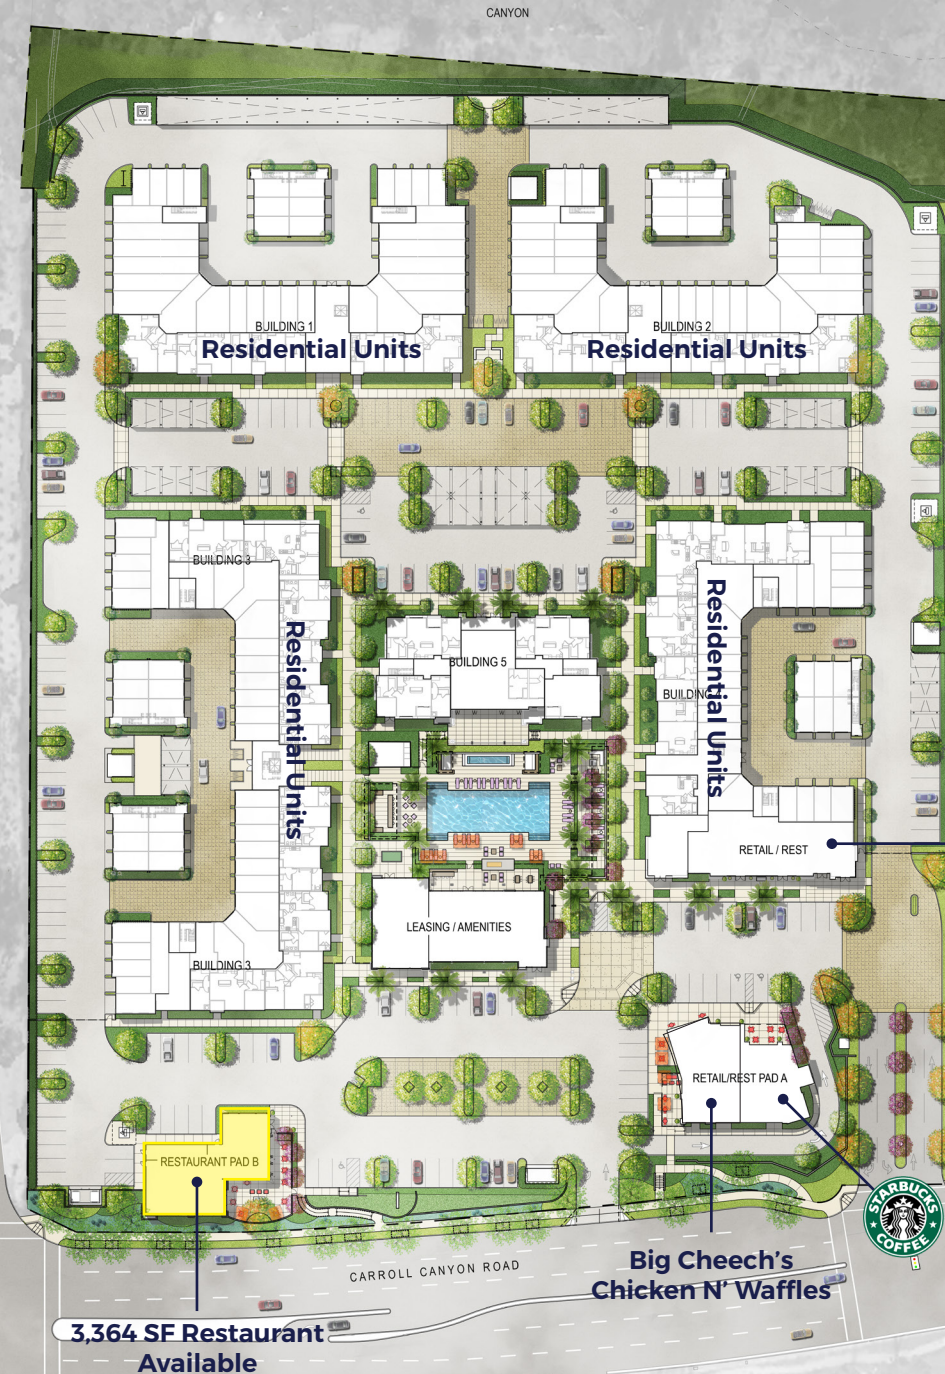 CANYON
BUILDING 1
Residential Units
BUILDING 2
Residential Units
BUILDING 3
Residential Units
BUILDING 5
BUILDING 4
Residential Units
RETAIL / REST
LEASING / AMENITIES
BUILDING 3
RETAIL/REST PAD A
RESTAURANT PAD B
STARBUCKS
COFFEE
CARROLL CANYON ROAD
Big Cheech’s
Chicken N’ Waffles
3,364 SF Restaurant
Available